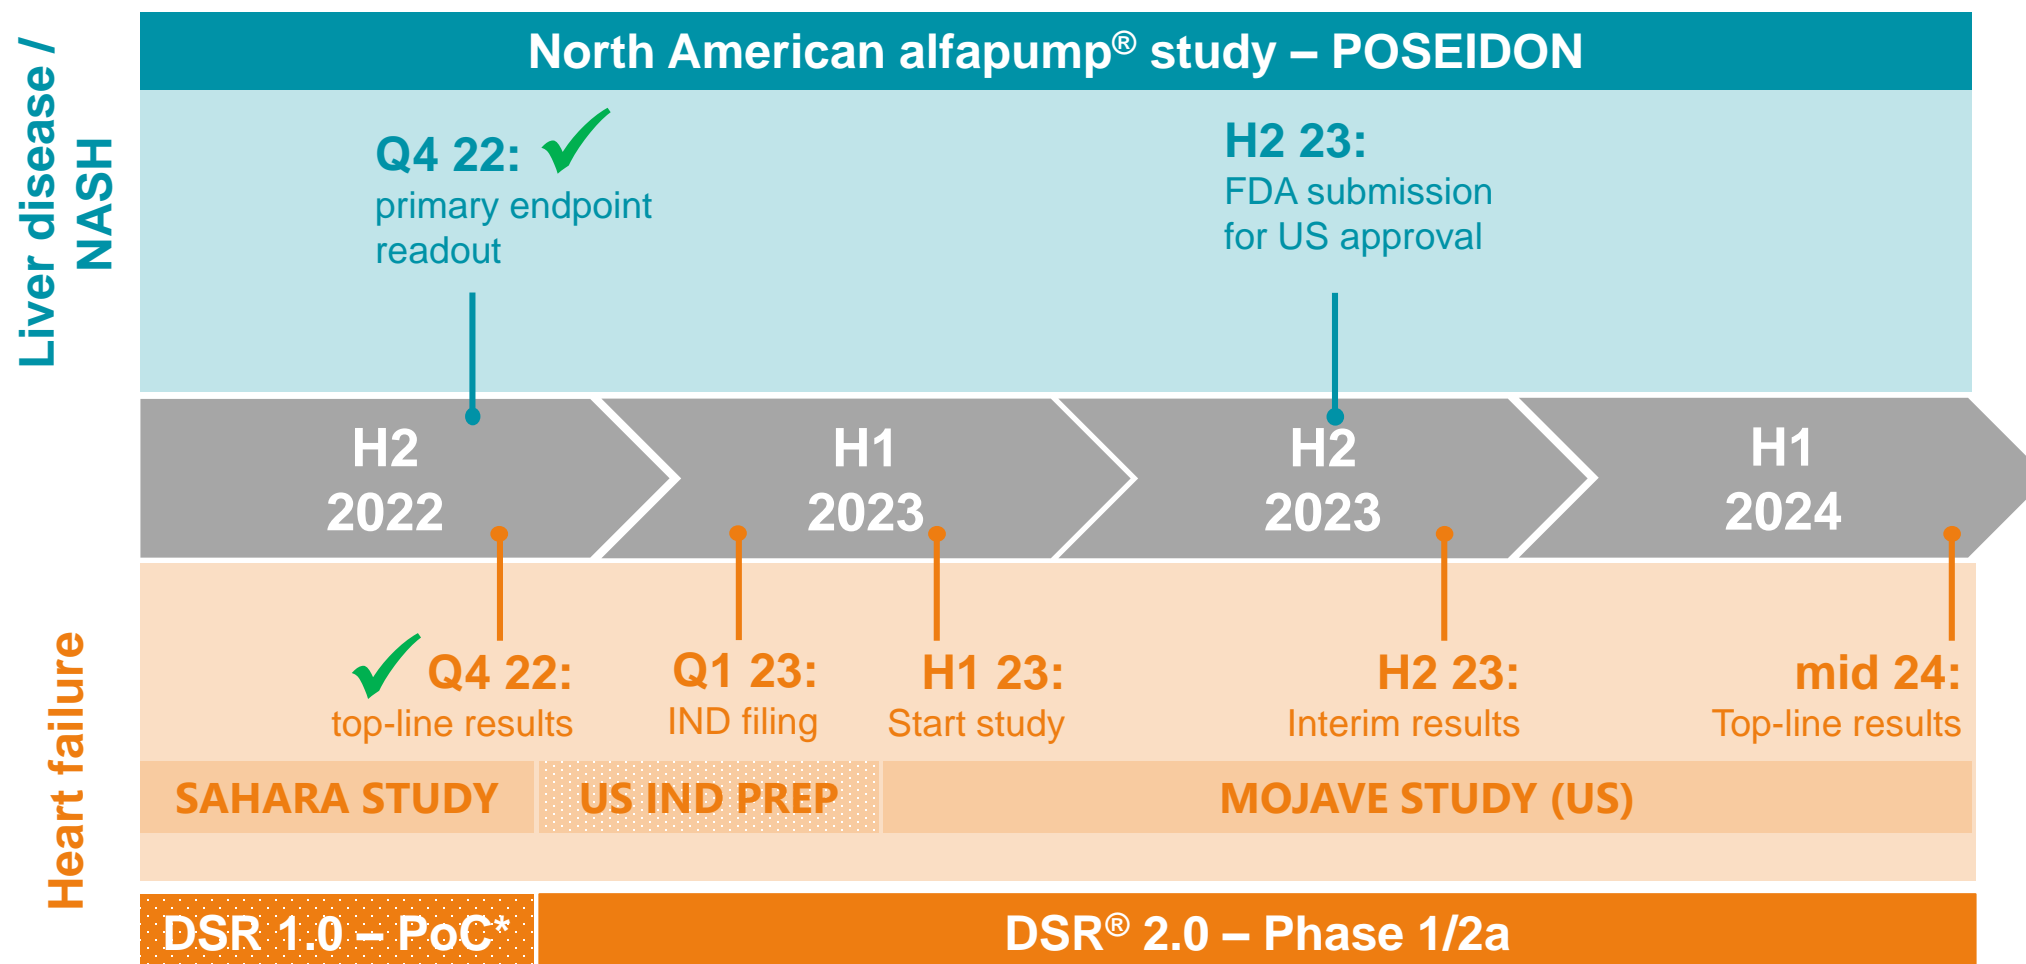 North American alfapump® study – POSEIDON
Liver disease /
NASH
Q4 22:
primary endpoint
readout
H2 23:
FDA submission
for US approval
H2
2022
H1
2023
H2
2023
H1
2024
Heart failure
Q4 22:
top-line results
Q1 23:
IND filing
H1 23:
Start study
H2 23:
Interim results
mid 24:
Top-line results
SAHARA STUDY
US IND PREP
MOJAVE STUDY (US)
DSR 1.0 – PoC*
DSR® 2.0 – Phase 1/2a